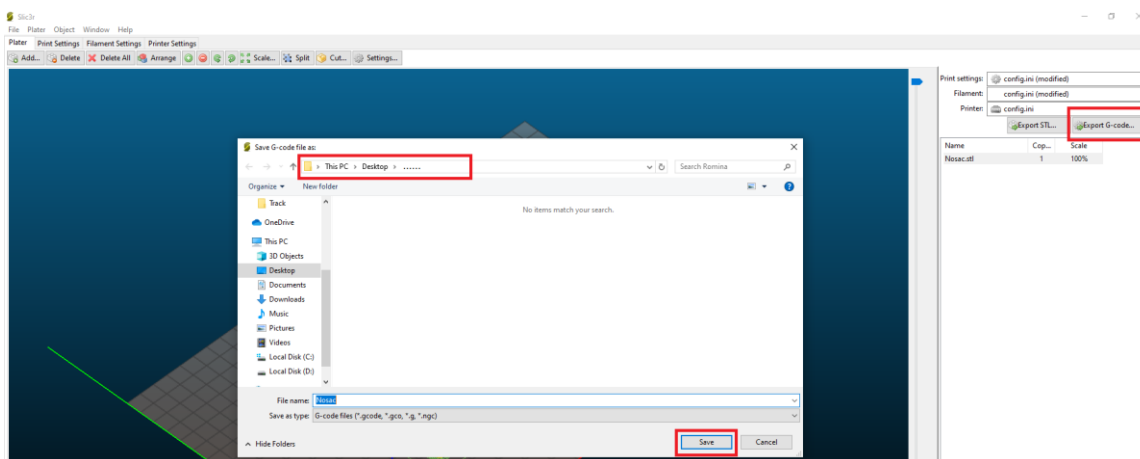 Slic3r
File Plater Object Window Help
Plater Print Settings Filament Settings Printer Settings
Add... Delete Delete All Arrange Scale... Split Cut... Settings...
Print settings: config.ini (modified)
Filament: config.ini (modified)
Printer: config.ini
Export STL... Export G-code...
Name Cop... Scale
Nosac.stl 1 100%
Save G-code file as:
This PC > Desktop > ......
Search Romina
Organize New folder
No items match your search.
Track
OneDrive
This PC
3D Objects
Desktop
Documents
Downloads
Music
Pictures
Videos
Local Disk (C:)
Local Disk (D:)
File name: Nosac
Save as type: G-code files (*.gcode, *.gco, *.g, *.ngc)
Hide Folders Save Cancel